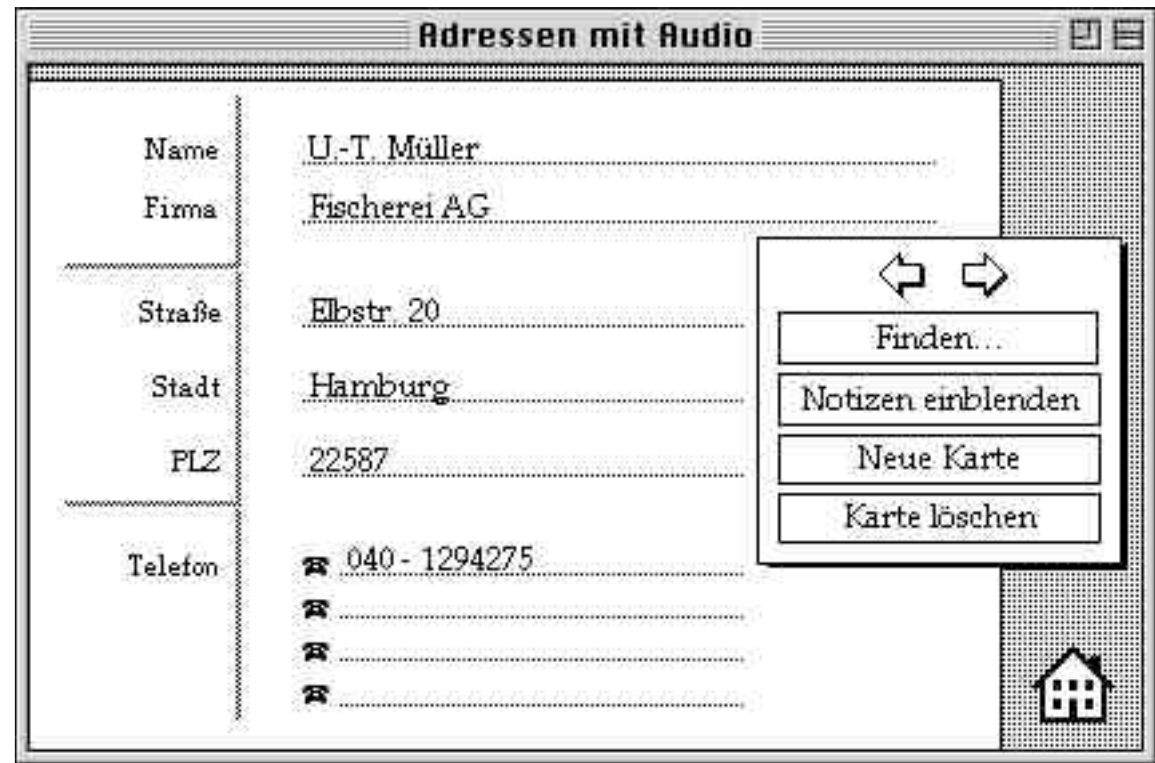 Adressen mit Audio
Name U.-T. Müller
Firma Fischerei AG
Straße Elbstr. 20
Stadt Hamburg
PLZ 22587
Telefon 040 - 1294275
Finden...
Notizen einblenden
Neue Karte
Karte löschen